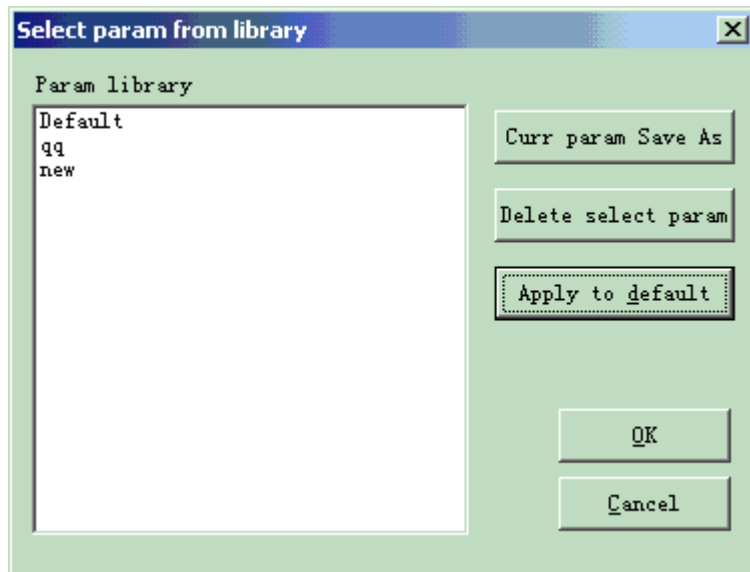 Select param from library
Param library
Default
qq
new
Curr param Save As
Delete select param
Apply to default
OK
Cancel